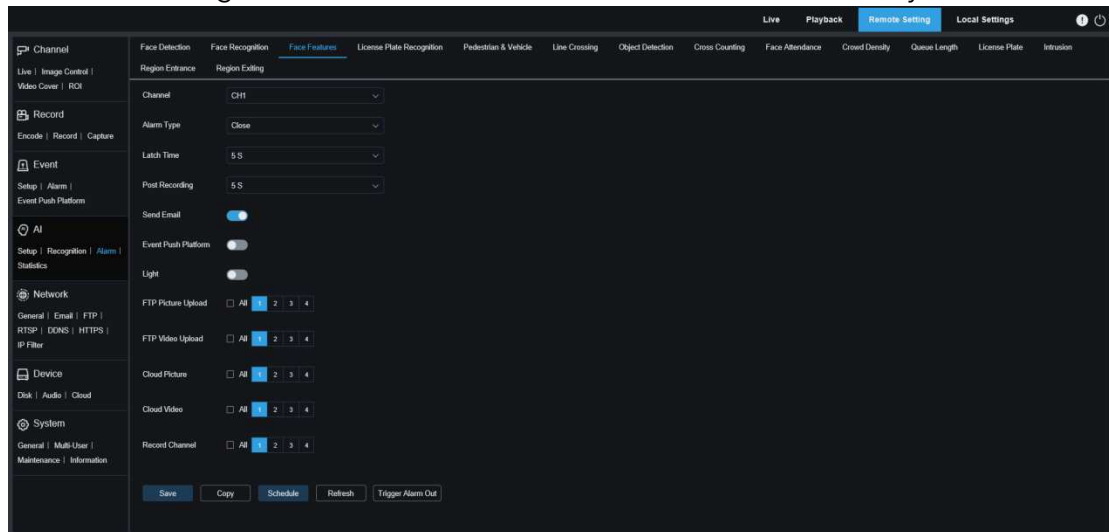 Live Playback Remote Setting Local Settings
Channel
Live | Image Control |
Video Cover | ROI
Record
Encode | Record | Capture
Event
Setup | Alarm |
Event Push Platform
AI
Setup | Recognition | Alarm |
Statistics
Network
General | Email | FTP |
RTSP | DDNS | HTTPS |
IP Filter
Device
Disk | Audio | Cloud
System
General | Multi-User |
Maintenance | Information
Face Detection Face Recognition Face Features License Plate Recognition Pedestrian & Vehicle Line Crossing Object Detection Cross Counting Face Attendance Crowd Density Queue Length License Plate Intrusion
Region Entrance Region Exiting
Channel CH1
Alarm Type Close
Latch Time 5 S
Post Recording 5 S
Send Email
Event Push Platform
Light
FTP Picture Upload All 1 2 3 4
FTP Video Upload All 1 2 3 4
Cloud Picture All 1 2 3 4
Cloud Video All 1 2 3 4
Record Channel All 1 2 3 4
Save Copy Schedule Refresh Trigger Alarm Out